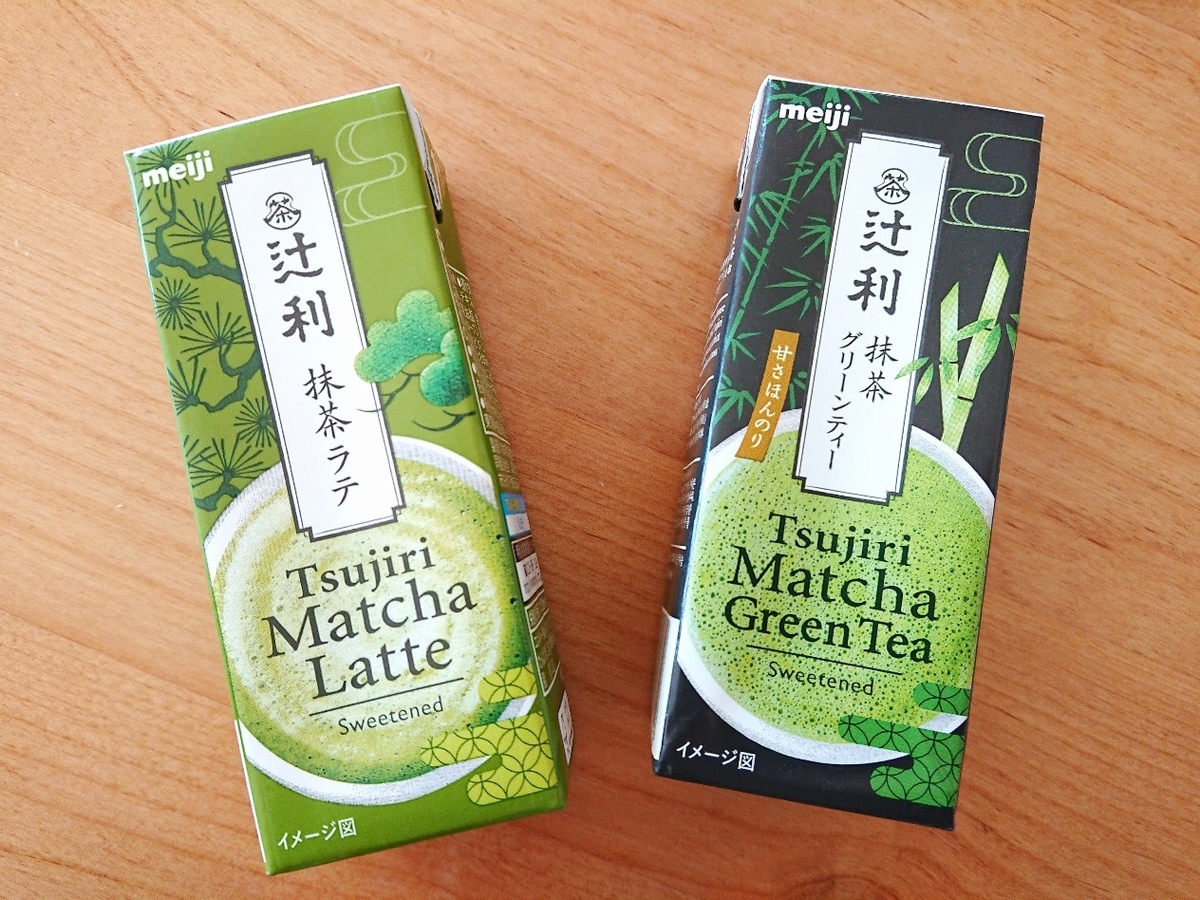 meiji
茶
辻利
抹茶ラテ
Tsujiri
Matcha
Latte
Sweetened
イメージ図
meiji
茶
辻利
抹茶
グリーンティー
甘さほんのり
Tsujiri
Matcha
Green Tea
Sweetened
イメージ図